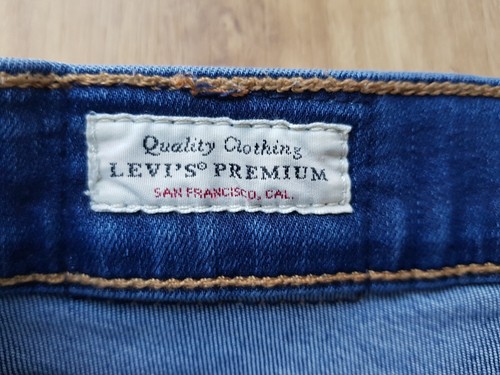 Quality Clothing
LEVI'S® PREMIUM
SAN FRANCISCO, CAL.